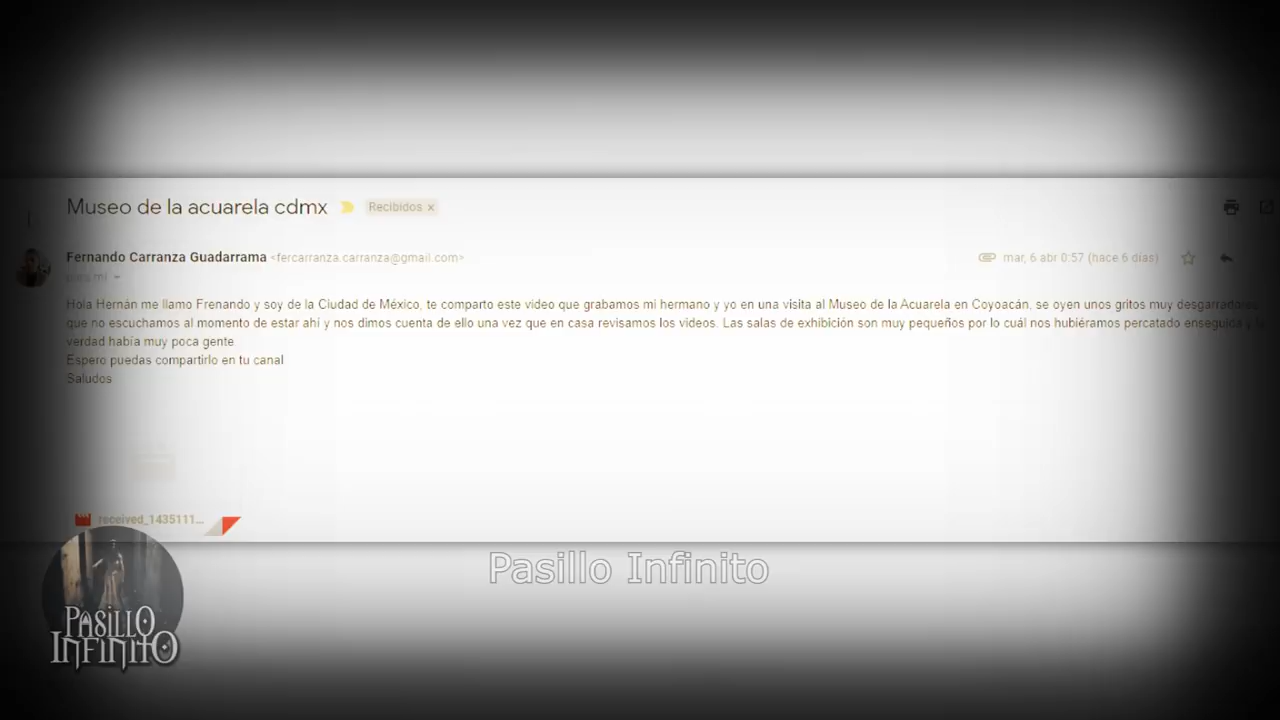 Museo de la acuarela cdmx
Recibidos ×
Fernando Carranza Guadarrama <fercarranza.carranza@gmail.com>
mar, 6 abr 0:57 (hace 6 días)
para mí
Hola Hernán me llamo Frenando y soy de la Ciudad de México, te comparto este video que grabamos mi hermano y yo en una visita al Museo de la Acuarela en Coyoacán, se oyen unos gritos muy desgarradores
que no escuchamos al momento de estar ahí y nos dimos cuenta de ello una vez que en casa revisamos los videos. Las salas de exhibición son muy pequeños por lo cuál nos hubiéramos percatado enseguida y la
verdad había muy poca gente
Espero puedas compartirlo en tu canal
Saludos
received_1435111...
Pasillo Infinito
PASILLO
INFINITO